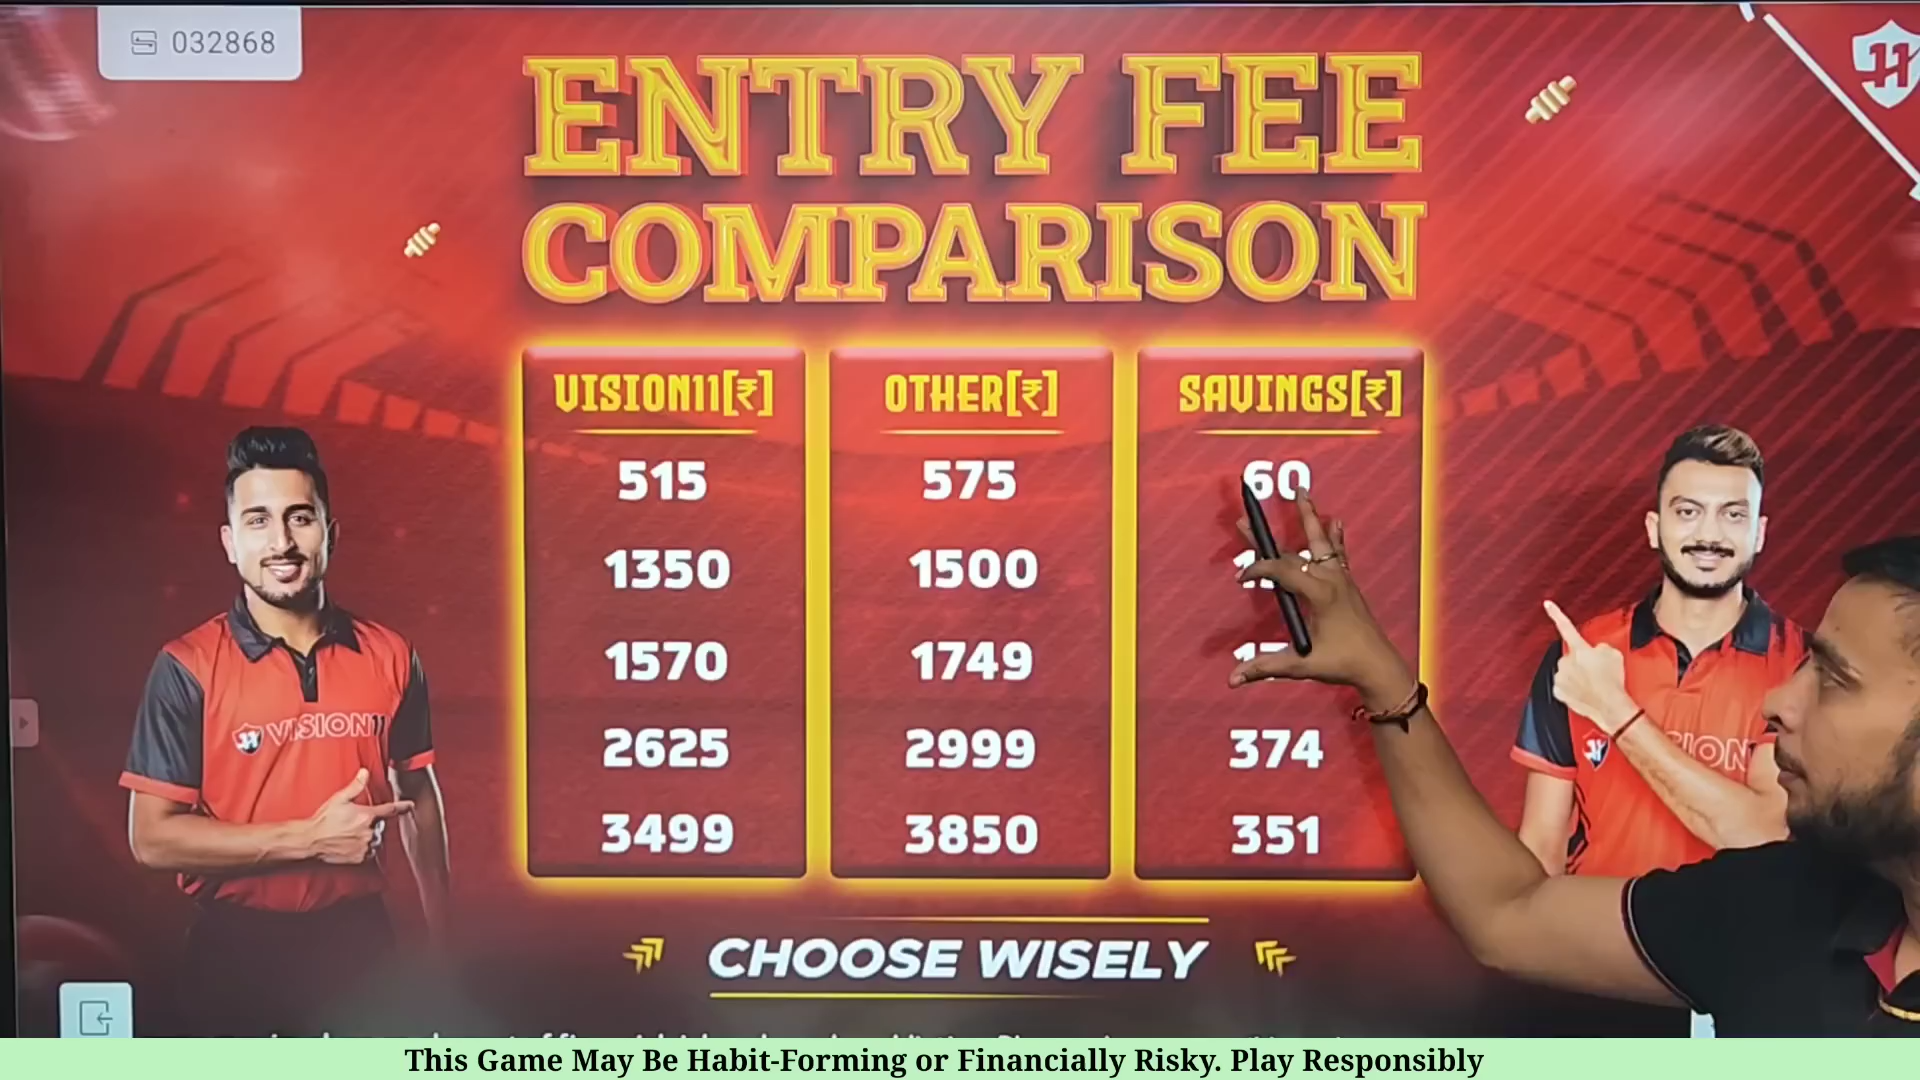 032868
ENTRY FEE
COMPARISON
VISION11[₹] OTHER[₹] SAVINGS[₹]
515 575 60
1350 1500
1570 1749
2625 2999 374
3499 3850 351
CHOOSE WISELY
VISION11
This Game May Be Habit-Forming or Financially Risky. Play Responsibly